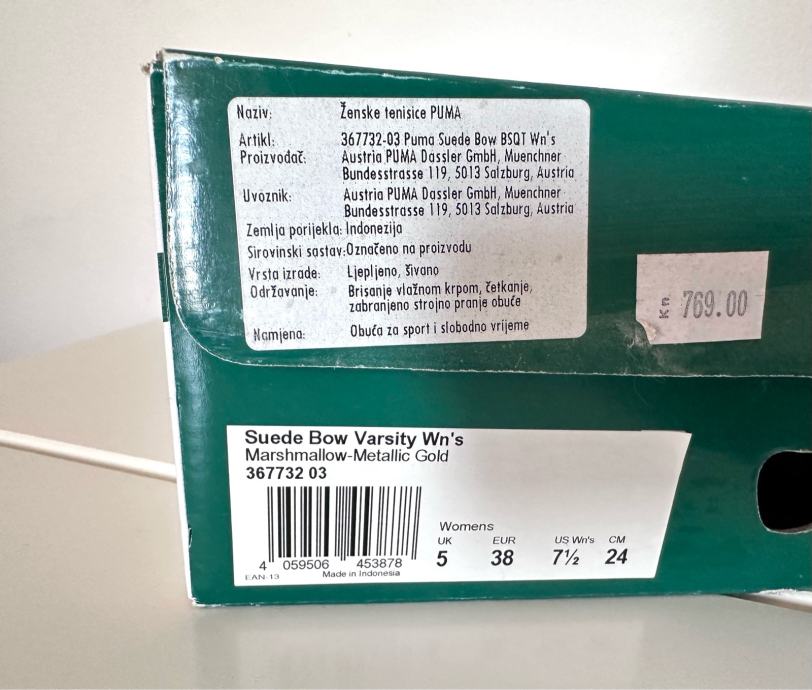 Naziv: Ženske tenisice PUMA
Artikl: 367732-03 Puma Suede Bow BSQT Wn's
Proizvođač: Austria PUMA Dassler GmbH, Muenchner
Bundesstrasse 119, 5013 Salzburg, Austria
Uvoznik: Austria PUMA Dassler GmbH, Muenchner
Bundesstrasse 119, 5013 Salzburg, Austria
Zemlja porijekla: Indonezija
Sirovinski sastav: Označeno na proizvodu
Vrsta izrade: Ljepljeno, šivano
Održavanje: Brisanje vlažnom krpom, četkanje,
zabranjeno strojno pranje obuće
Namjena: Obuća za sport i slobodno vrijeme
Kn 769.00
Suede Bow Varsity Wn's
Marshmallow-Metallic Gold
367732 03
Womens
UK EUR US Wn's CM
5 38 7½ 24
4 059506 453878
EAN-13 Made in Indonesia